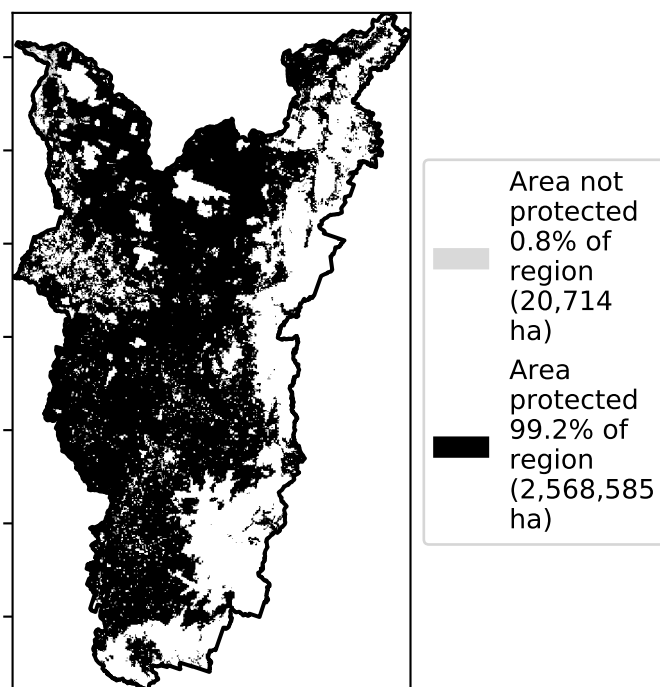 Area not
protected
0.8% of
region
(20,714
ha)
Area
protected
99.2% of
region
(2,568,585
ha)